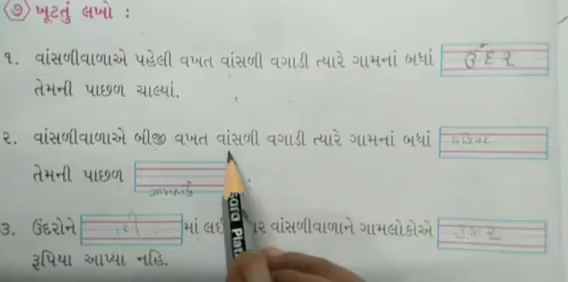 ૭ ખૂટતું લખો :
૧. વાંસળીવાળાએ પહેલી વખત વાંસળી વગાડી ત્યારે ગામનાં બધાં ઉંદર
તેમની પાછળ ચાલ્યાં.
૨. વાંસળીવાળાએ બીજી વખત વાંસળી વગાડી ત્યારે ગામનાં બધાં
તેમની પાછળ
૩. ઉંદરોને માં લઈ વાંસળીવાળાને ગામલોકોએ હજાર
રૂપિયા આપ્યા નહિ.